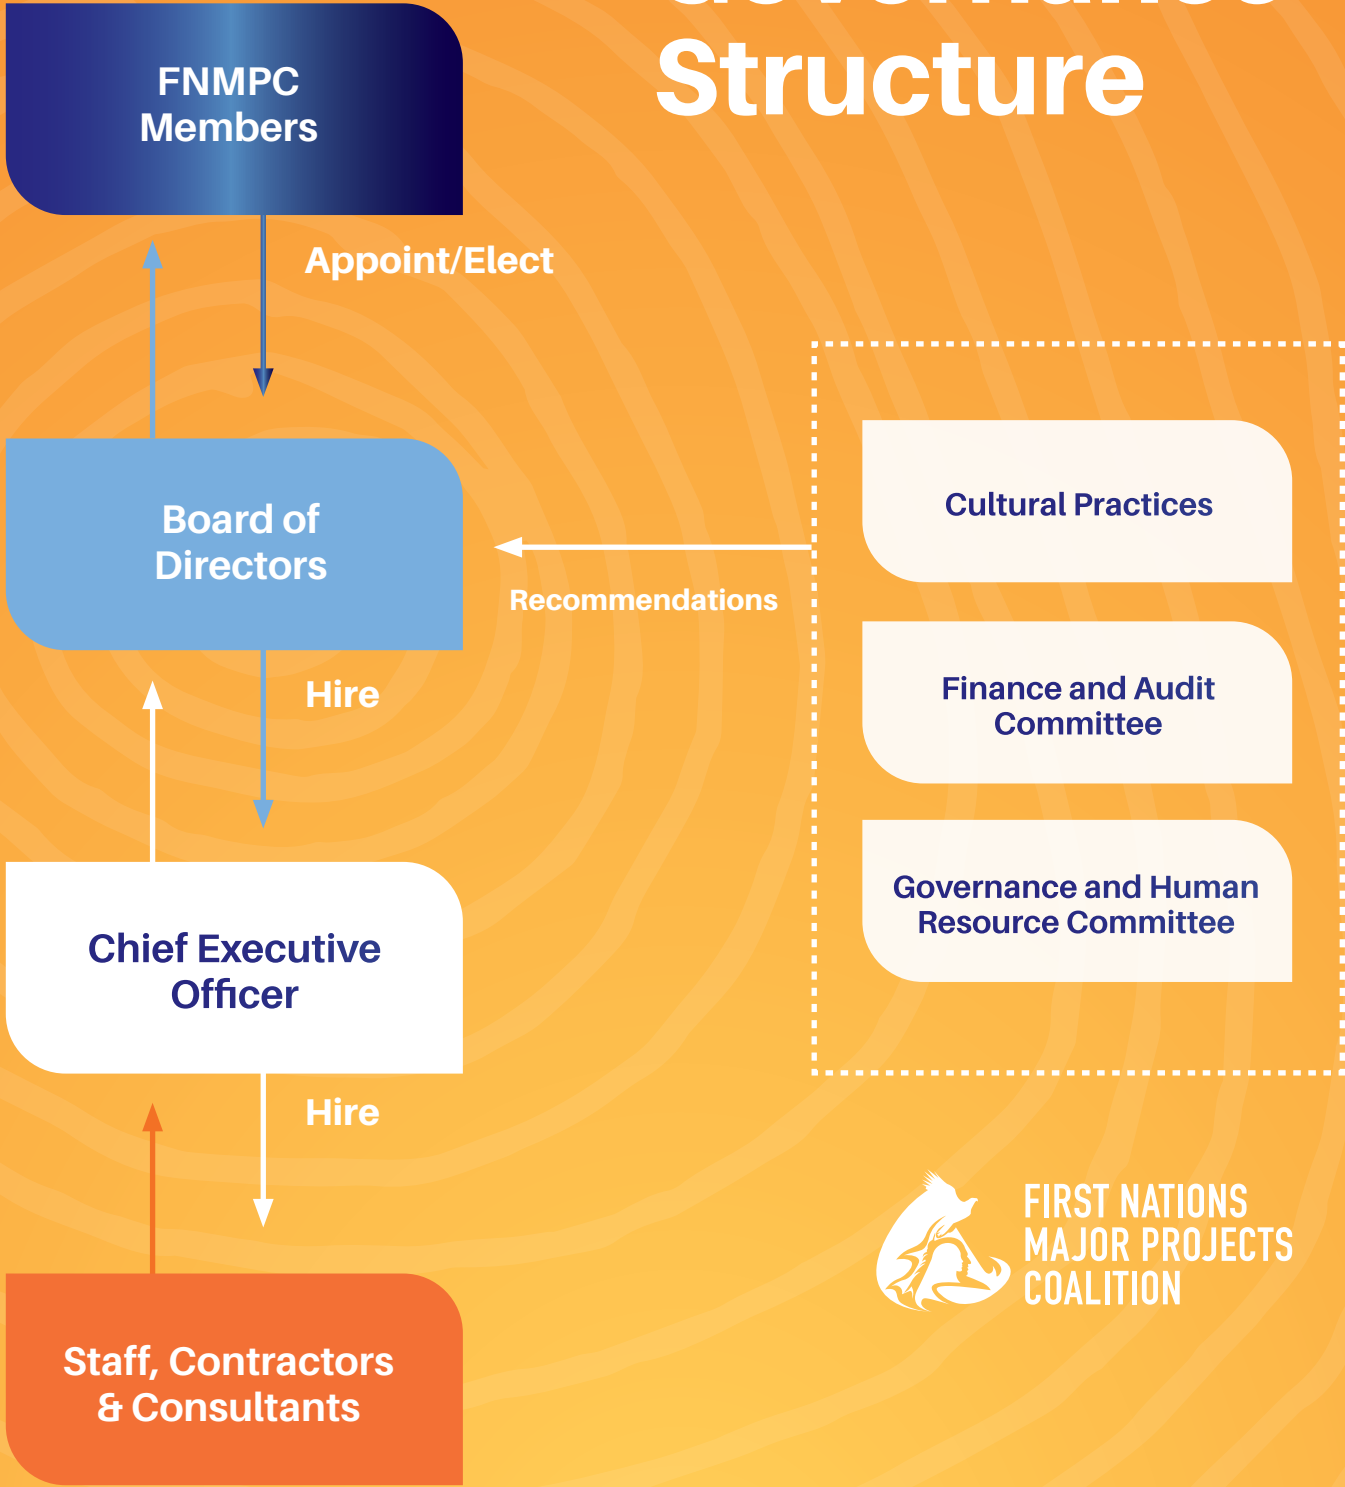 Governance
Structure
FNMPC
Members
Appoint/Elect
Board of
Directors
Recommendations
Hire
Chief Executive
Officer
Hire
Staff, Contractors
& Consultants
Cultural Practices
Finance and Audit
Committee
Governance and Human
Resource Committee
FIRST NATIONS
MAJOR PROJECTS
COALITION